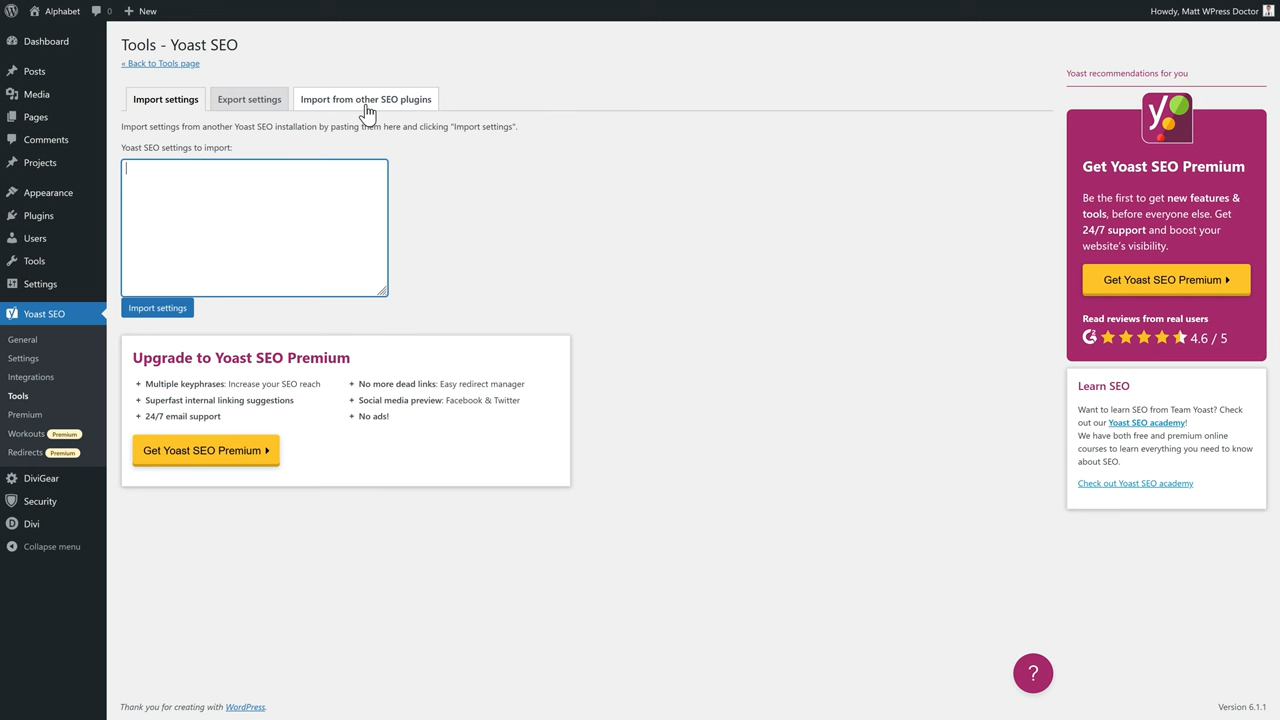 Alphabet 0 New Howdy, Matt WPress Doctor
Dashboard
Posts
Media
Pages
Comments
Projects
Appearance
Plugins
Users
Tools
Settings
Yoast SEO
General
Settings
Integrations
Tools
Premium
Workouts Premium
Redirects Premium
DiviGear
Security
Divi
Collapse menu
Tools - Yoast SEO
« Back to Tools page
Import settings Export settings Import from other SEO plugins
Import settings from another Yoast SEO installation by pasting them here and clicking "Import settings".
Yoast SEO settings to import:
Import settings
Upgrade to Yoast SEO Premium
+ Multiple keyphrases: Increase your SEO reach
+ Superfast internal linking suggestions
+ 24/7 email support
+ No more dead links: Easy redirect manager
+ Social media preview: Facebook & Twitter
+ No ads!
Get Yoast SEO Premium
Yoast recommendations for you
Get Yoast SEO Premium
Be the first to get new features &
tools, before everyone else. Get
24/7 support and boost your
website's visibility.
Get Yoast SEO Premium
Read reviews from real users
4.6 / 5
Learn SEO
Want to learn SEO from Team Yoast? Check
out our Yoast SEO academy!
We have both free and premium online
courses to learn everything you need to know
about SEO.
Check out Yoast SEO academy
?
Thank you for creating with WordPress.
Version 6.1.1